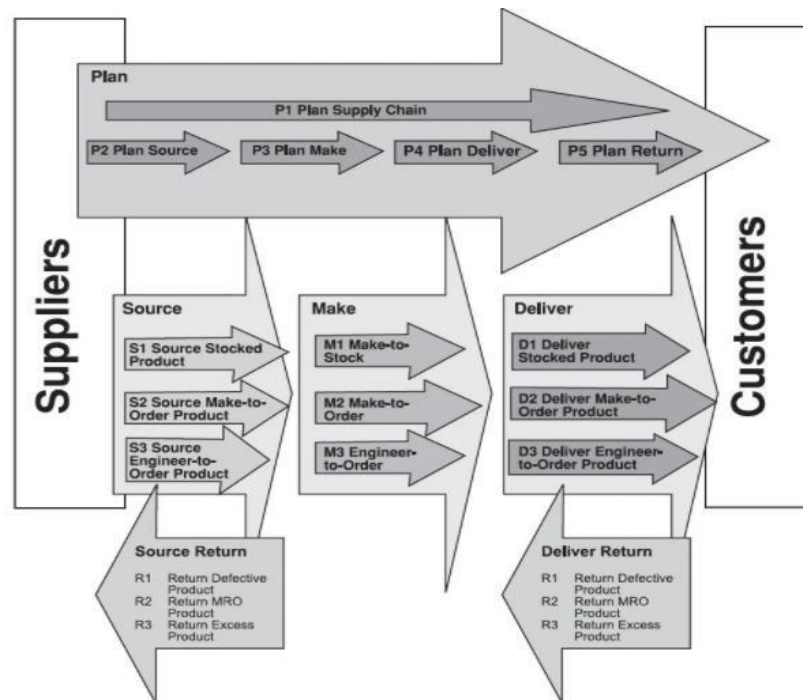 Suppliers
Plan
P1 Plan Supply Chain
P2 Plan Source
P3 Plan Make
P4 Plan Deliver
P5 Plan Return
Source
S1 Source Stocked
Product
S2 Source Make-to-
Order Product
S3 Source
Engineer-to-
Order Product
Make
M1 Make-to-
Stock
M2 Make-to-
Order
M3 Engineer-
to-Order
Deliver
D1 Deliver
Stocked Product
D2 Deliver Make-to-
Order Product
D3 Deliver Engineer-
to-Order Product
Customers
Source Return
R1 Return Defective
Product
R2 Return MRO
Product
R3 Return Excess
Product
Deliver Return
R1 Return Defective
Product
R2 Return MRO
Product
R3 Return Excess
Product